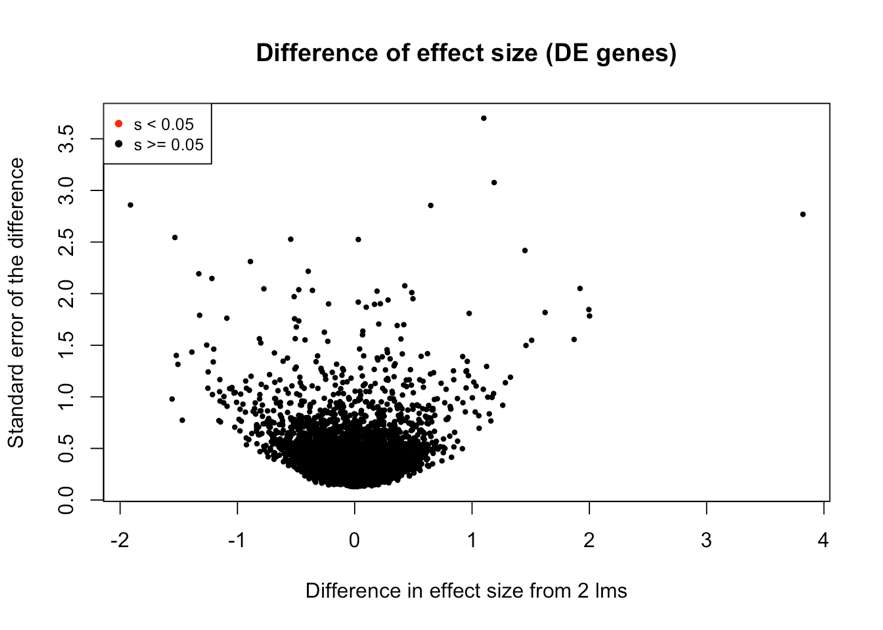 Difference of effect size (DE genes)
s < 0.05
s >= 0.05
Standard error of the difference
3.5
3.0
2.5
2.0
1.5
1.0
0.5
0.0
-2 -1 0 1 2 3 4
Difference in effect size from 2 lms